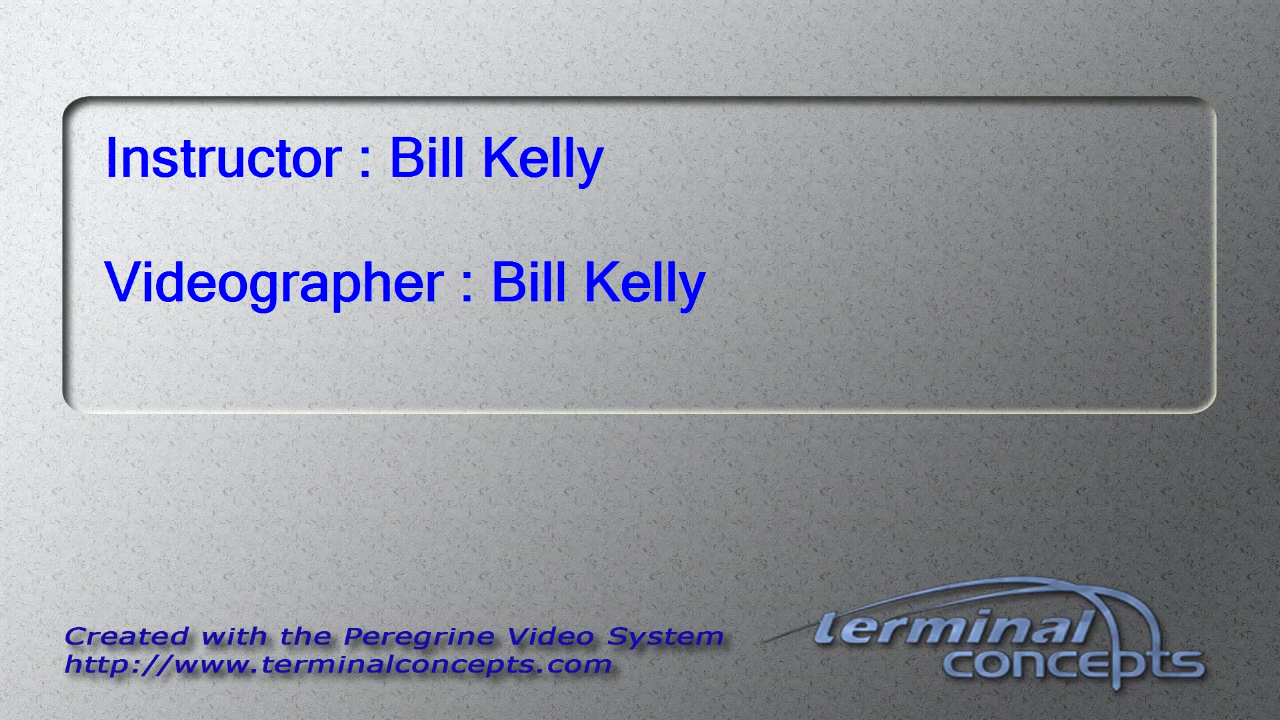 Instructor : Bill Kelly
Videographer : Bill Kelly
Created with the Peregrine Video System
http://www.terminalconcepts.com
terminal
concepts